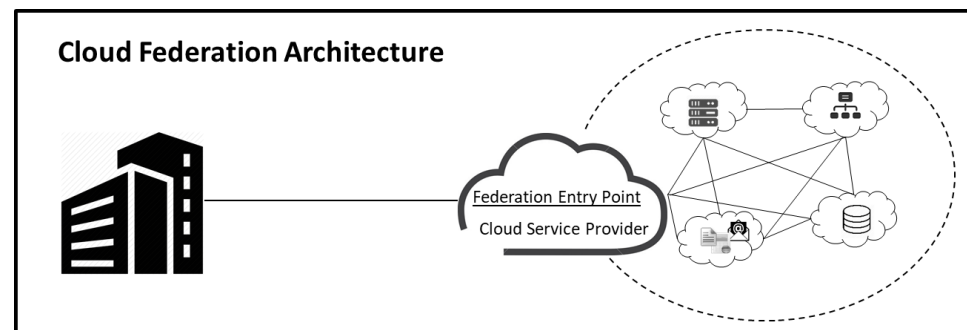 Cloud Federation Architecture
Federation Entry Point
Cloud Service Provider
@